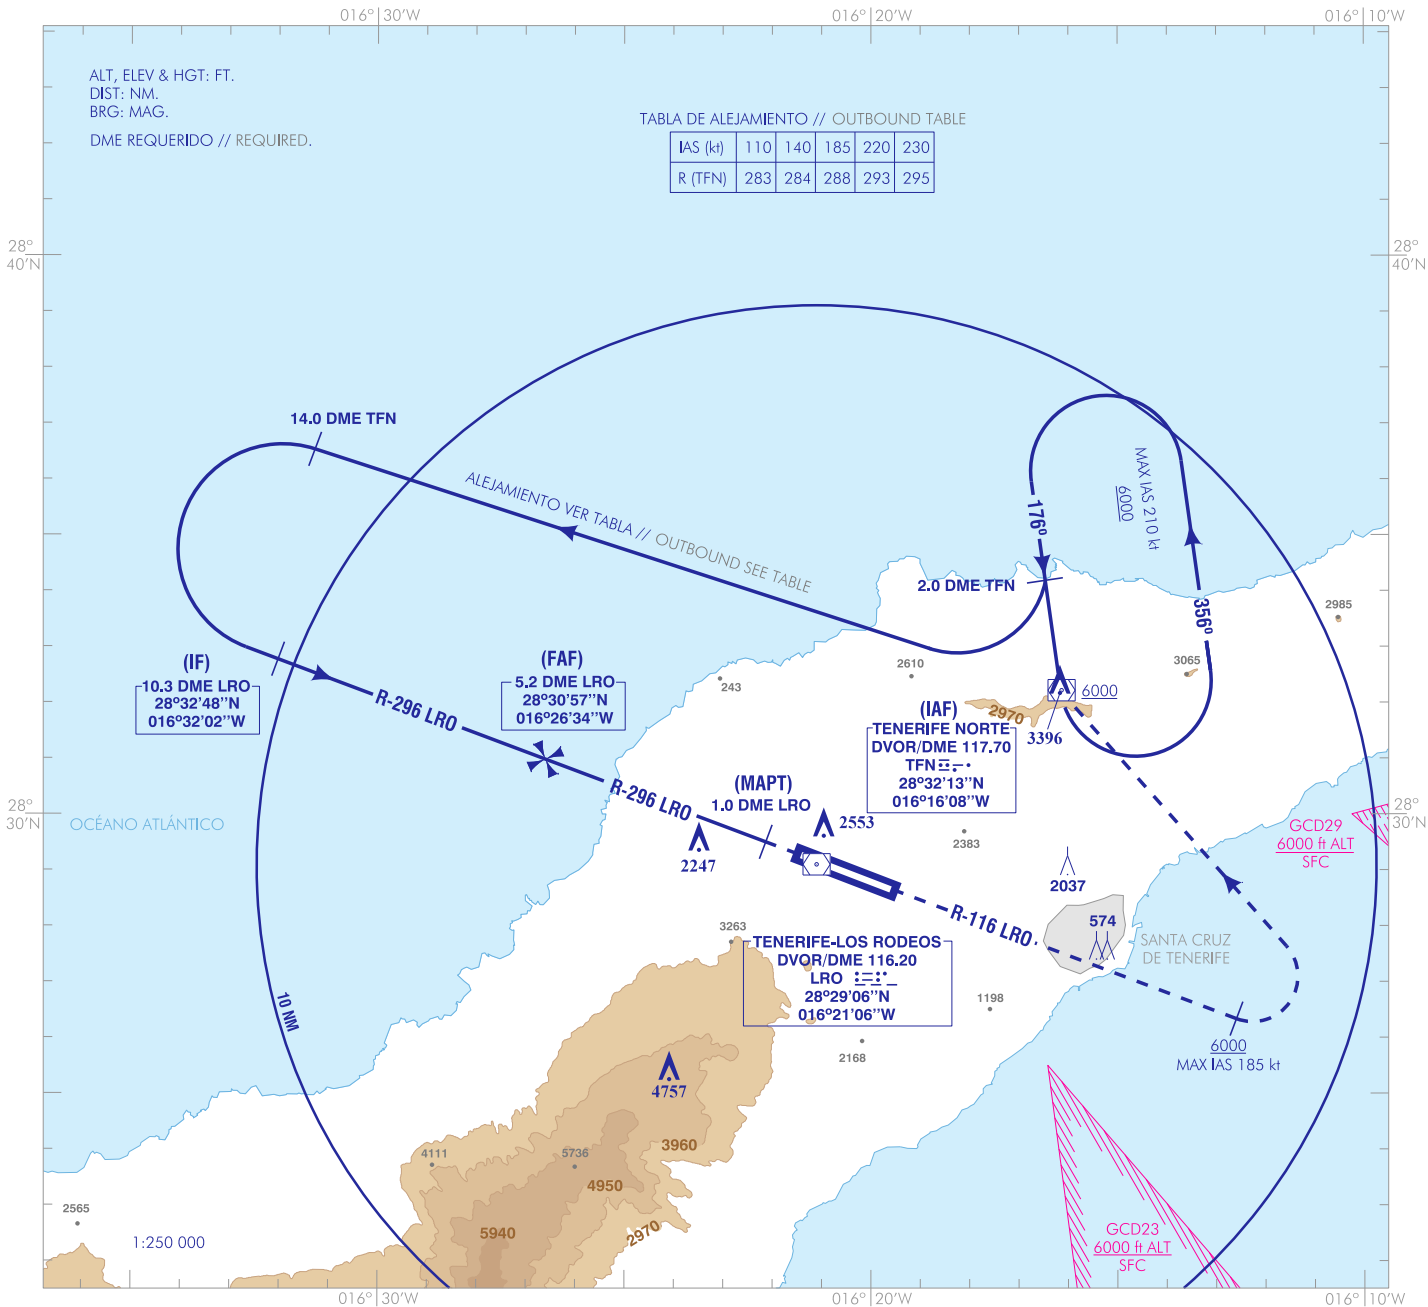 016°30'W
016°20'W
016°10'W
ALT, ELEV & HGT: FT.
DIST: NM.
BRG: MAG.
DME REQUERIDO // REQUIRED.
TABLA DE ALEJAMIENTO // OUTBOUND TABLE
IAS (kt) 110 140 185 220 230
R (TFN) 283 284 288 293 295
28°
40'N
28°
40'N
14.0 DME TFN
ALEJAMIENTO VER TABLA // OUTBOUND SEE TABLE
MAX IAS 210 kt
6000
176°
356°
2.0 DME TFN
2985
(IF)
10.3 DME LRO
28°32'48''N
016°32'02''W
(FAF)
5.2 DME LRO
28°30'57''N
016°26'34''W
R-296 LRO
R-296 LRO
243
2610
3065
6000
2970
3396
(IAF)
TENERIFE NORTE
DVOR/DME 117.70
TFN
28°32'13''N
016°16'08''W
(MAPT)
1.0 DME LRO
28°
30'N
28°
30'N
OCÉANO ATLÁNTICO
2247
2553
2383
2037
GCD29
6000 ft ALT
SFC
R-116 LRO
574
SANTA CRUZ
DE TENERIFE
3263
TENERIFE-LOS RODEOS
DVOR/DME 116.20
LRO
28°29'06''N
016°21'06''W
1198
2168
10 NM
6000
MAX IAS 185 kt
4757
3960
4111
5736
4950
5940
2970
2565
1:250 000
GCD23
6000 ft ALT
SFC
016°30'W
016°20'W
016°10'W